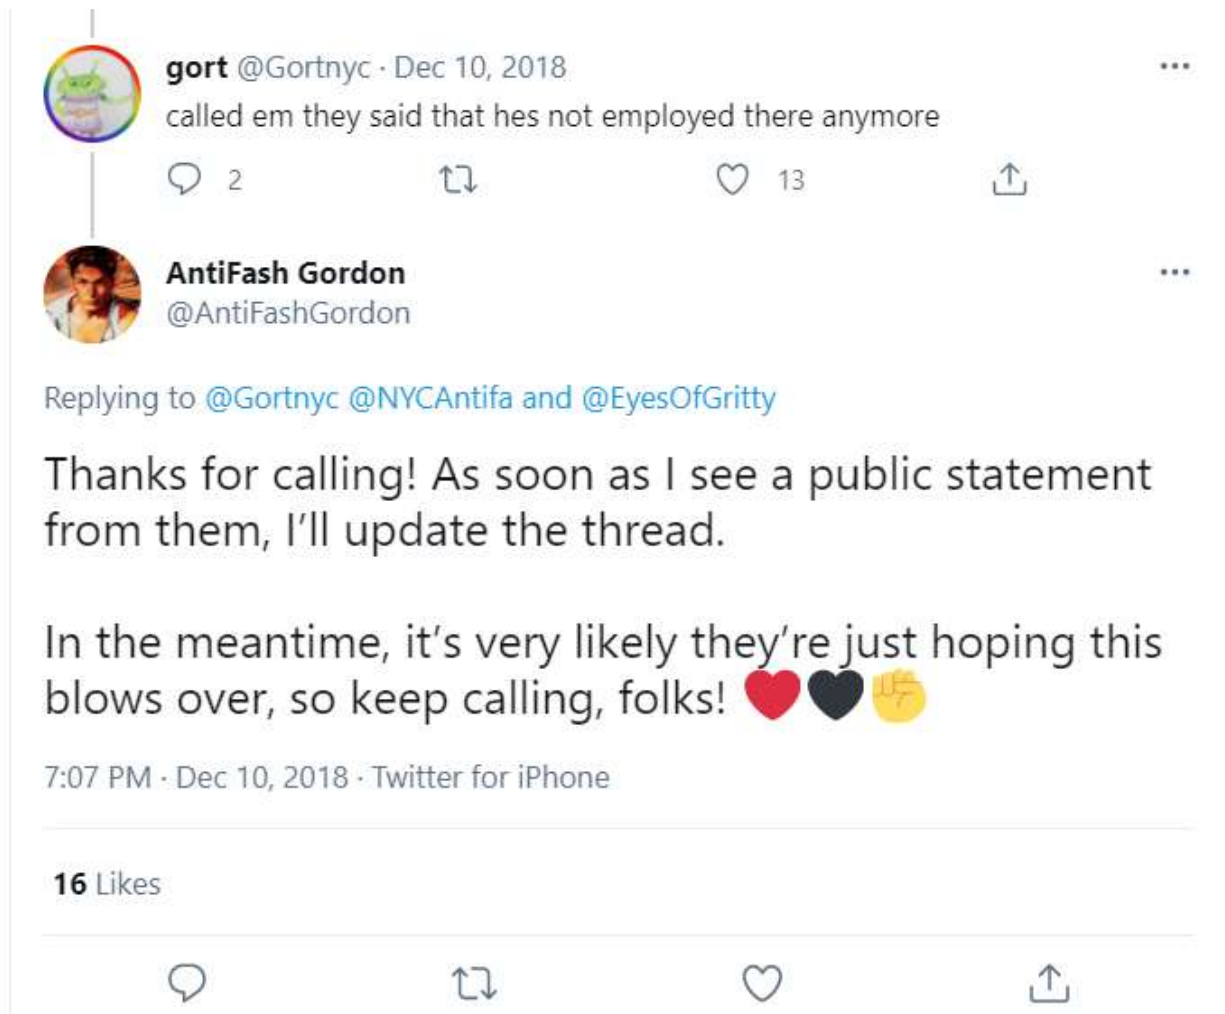 gort @Gortnyc · Dec 10, 2018
called em they said that hes not employed there anymore
2 13
AntiFash Gordon
@AntiFashGordon
Replying to @Gortnyc @NYCAntifa and @EyesOfGritty
Thanks for calling! As soon as I see a public statement
from them, I’ll update the thread.
In the meantime, it’s very likely they’re just hoping this
blows over, so keep calling, folks! ❤️🖤✊
7:07 PM · Dec 10, 2018 · Twitter for iPhone
16 Likes